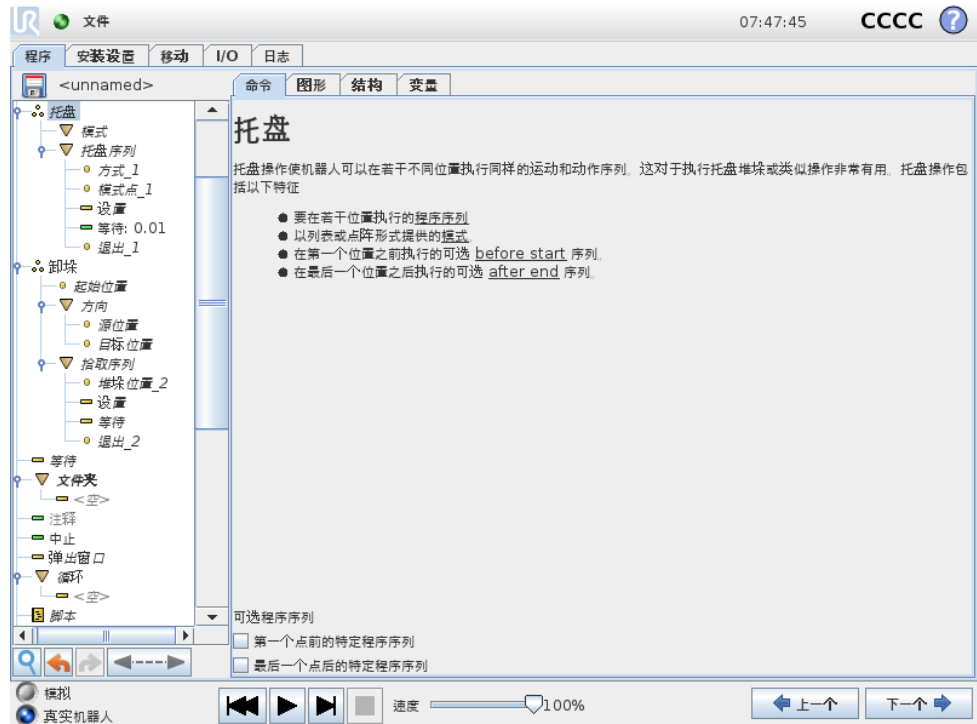 文件
07:47:45
CCCC
?
程序 安装设置 移动 I/O 日志
<unnamed>
命令 图形 结构 变量
托盘
模式
托盘序列
方式_1
模式点_1
设置
等待: 0.01
退出_1
卸垛
起始位置
方向
源位置
目标位置
拾取序列
堆垛位置_2
设置
等待
退出_2
等待
文件夹
<空>
注释
中止
弹出窗口
循环
<空>
脚本
托盘
托盘操作使机器人可以在若干不同位置执行同样的运动和动作序列。这对于执行托盘堆垛或类似操作非常有用。托盘操作包
括以下特征
● 要在若干位置执行的程序序列
● 以列表或点阵形式提供的模式。
● 在第一个位置之前执行的可选 before start 序列。
● 在最后一个位置之后执行的可选 after end 序列。
可选程序序列
第一个点前的特定程序序列
最后一个点后的特定程序序列
模拟
真实机器人
速度 100%
上一个 下一个